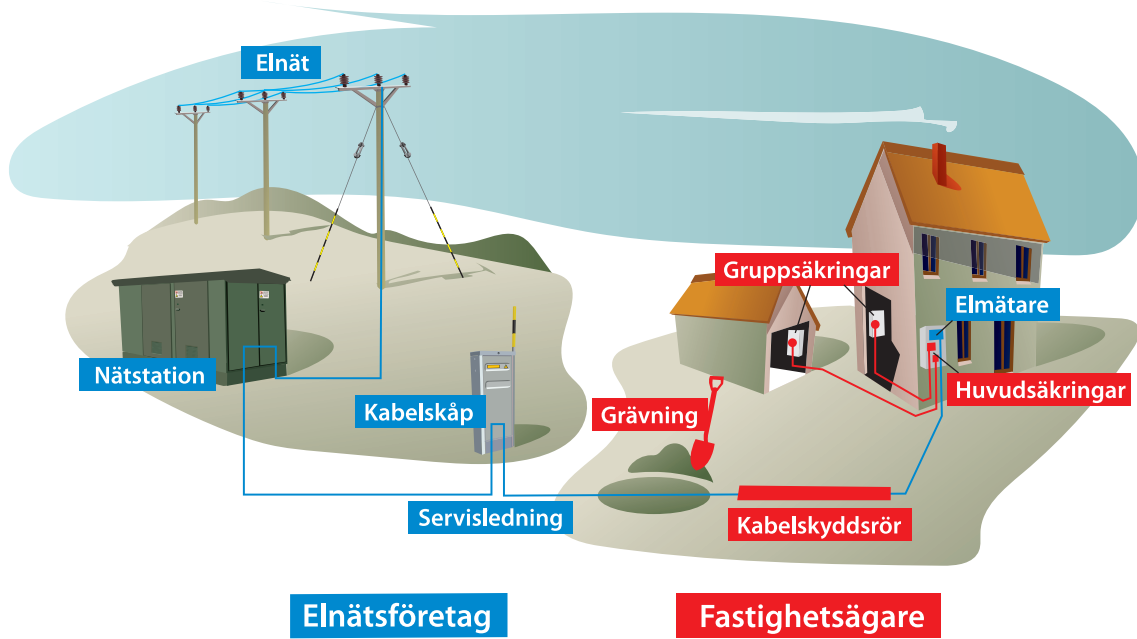 Elnät
Gruppsäkringar
Elmätare
Nätstation
Kabelskåp
Grävning
Huvudsäkringar
Servisledning
Kabelskyddsrör
Elnätsföretag
Fastighetsägare